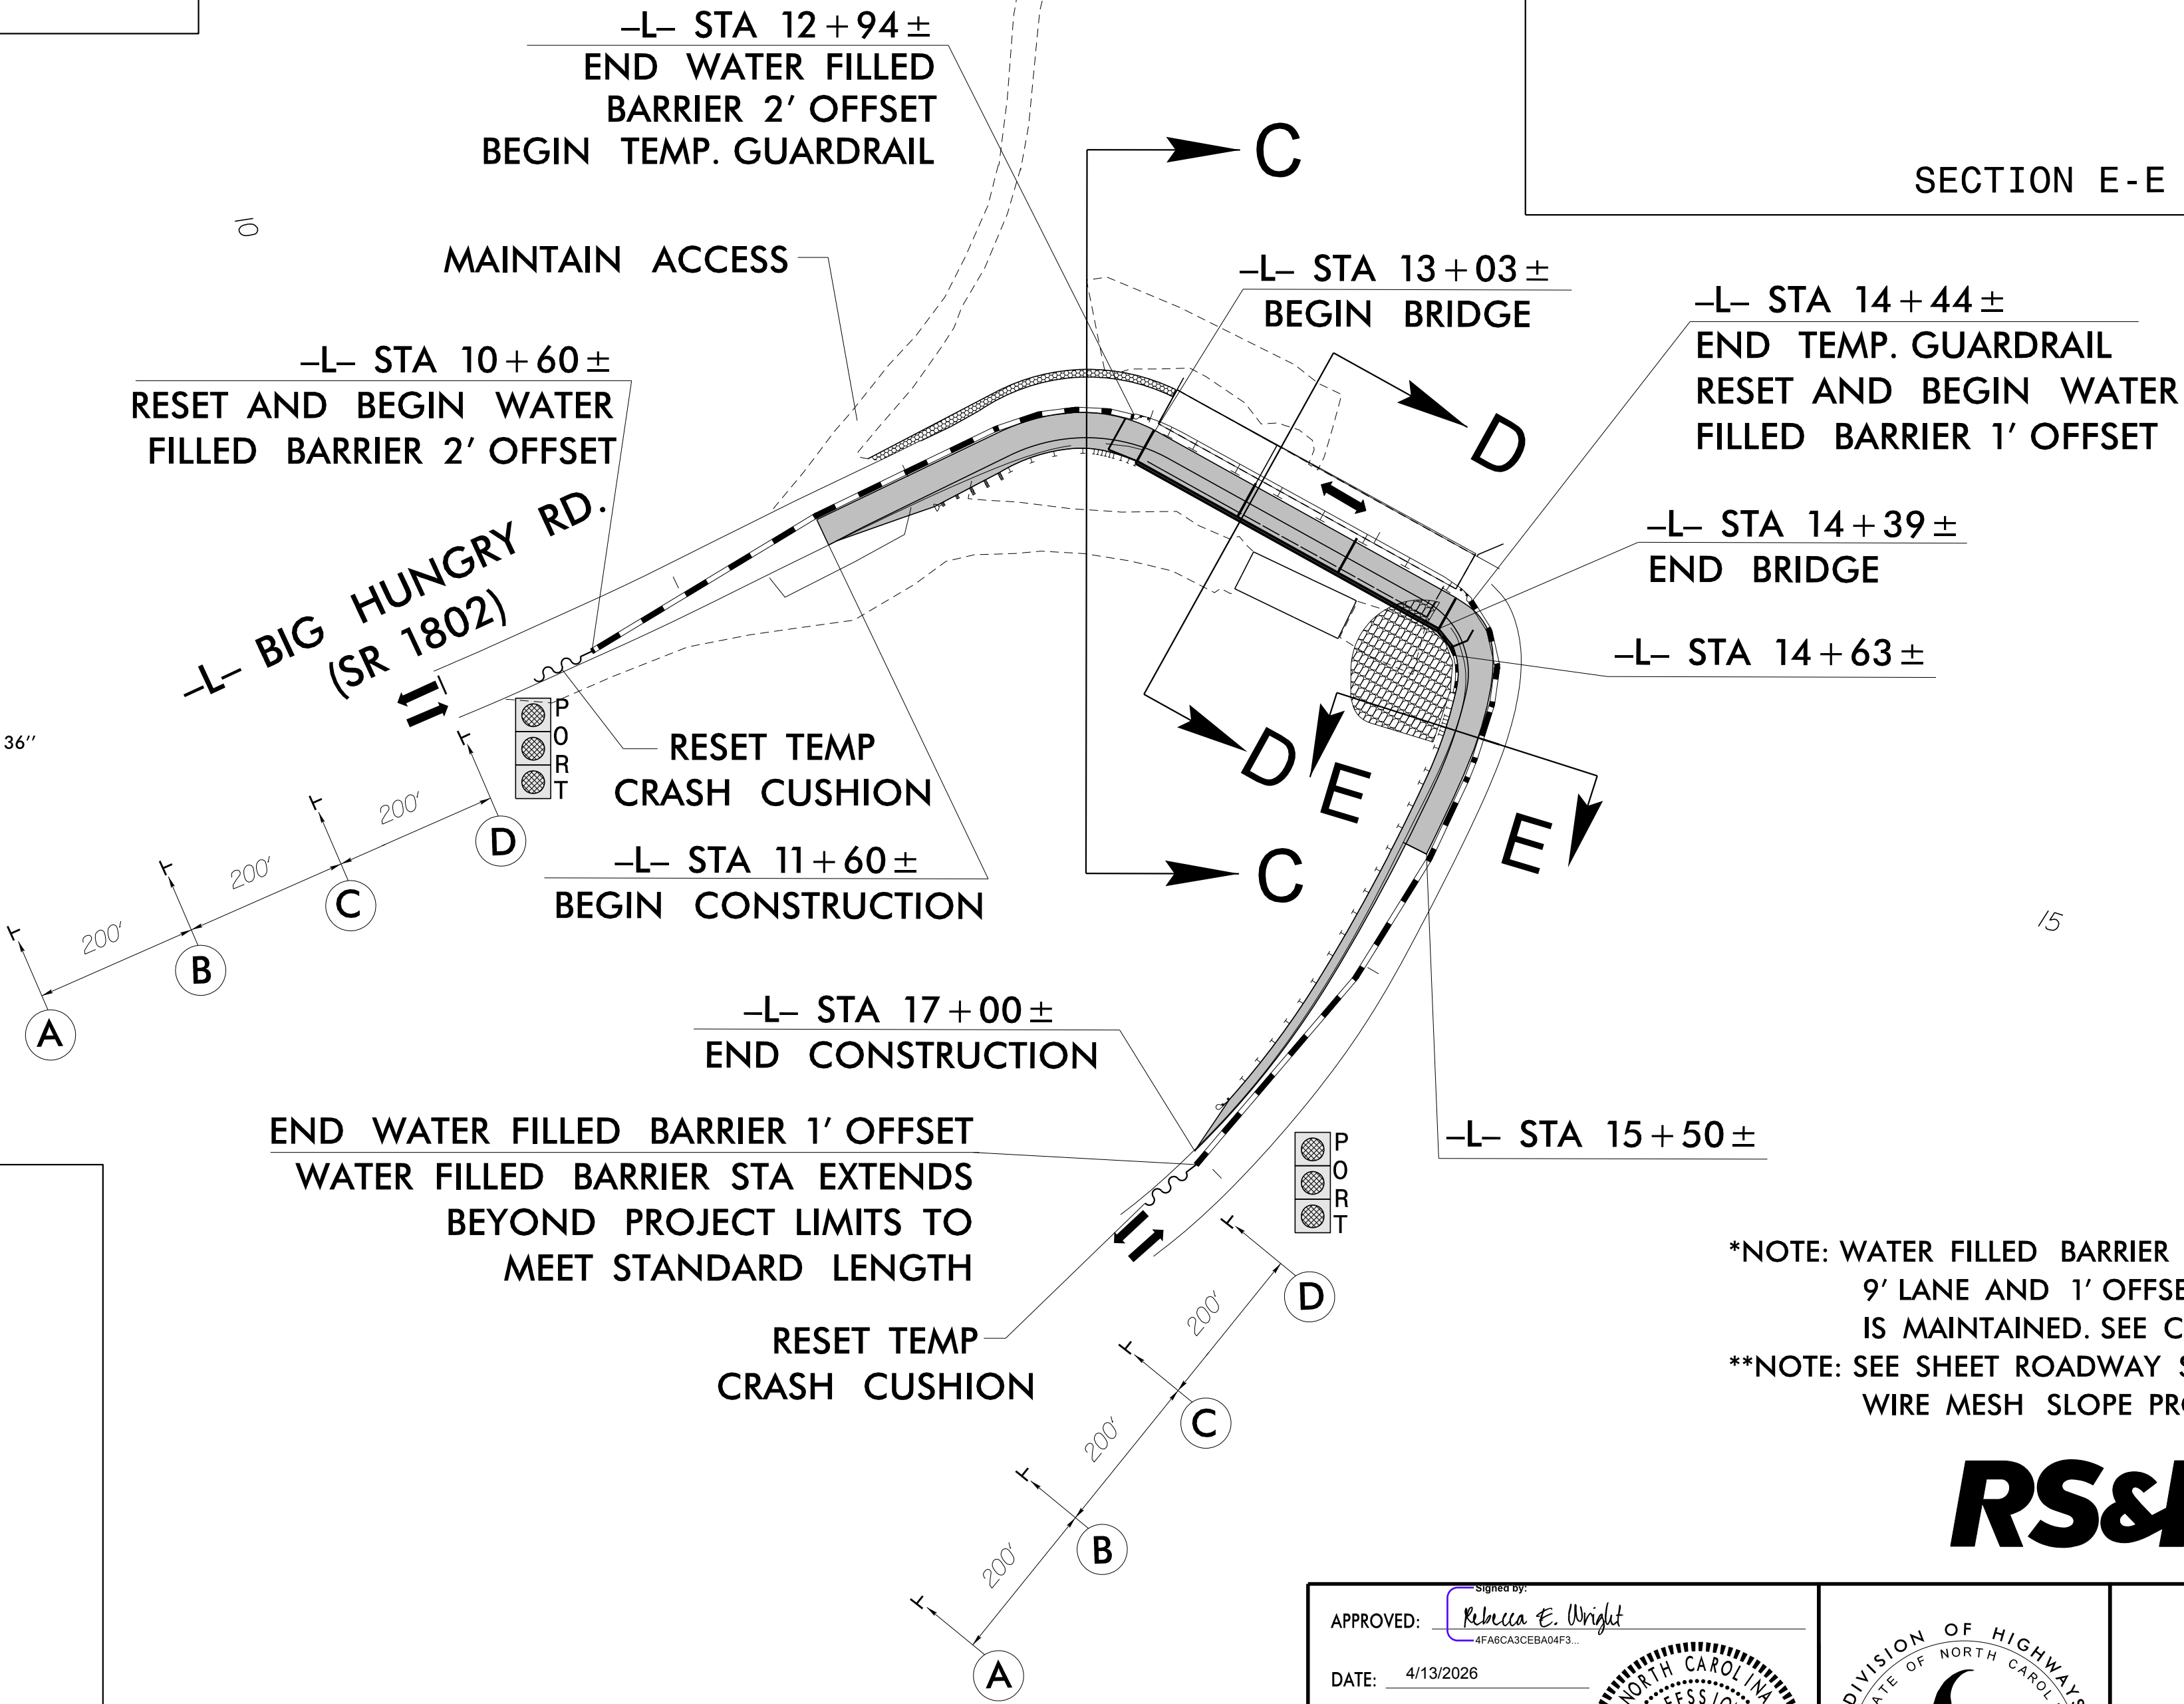 –L– STA 12+94±
END WATER FILLED
BARRIER 2' OFFSET
BEGIN TEMP. GUARDRAIL
C
SECTION E-E
10
MAINTAIN ACCESS
–L– STA 13+03±
BEGIN BRIDGE
–L– STA 14+44±
END TEMP. GUARDRAIL
RESET AND BEGIN WATER
FILLED BARRIER 1' OFFSET
–L– STA 10+60±
RESET AND BEGIN WATER
FILLED BARRIER 2' OFFSET
D
–L– STA 14+39±
END BRIDGE
–L– BIG HUNGRY RD.
(SR 1802)
–L– STA 14+63±
36"
PORT
RESET TEMP
CRASH CUSHION
D
E
E
C
–L– STA 11+60±
BEGIN CONSTRUCTION
200'
200'
200'
D
C
B
A
15
–L– STA 17+00±
END CONSTRUCTION
END WATER FILLED BARRIER 1' OFFSET
WATER FILLED BARRIER STA EXTENDS
BEYOND PROJECT LIMITS TO
MEET STANDARD LENGTH
–L– STA 15+50±
PORT
RESET TEMP
CRASH CUSHION
200'
200'
200'
D
C
B
A
*NOTE: WATER FILLED BARRIER
9' LANE AND 1' OFFSE
IS MAINTAINED. SEE C
**NOTE: SEE SHEET ROADWAY S
WIRE MESH SLOPE PR
RS&
Signed by:
APPROVED: Rebecca E. Wright
4FA6CA3CEBA04F3...
DATE: 4/13/2026
NORTH CAROLINA
DIVISION OF HIGHWAYS
STATE OF NORTH CAROL